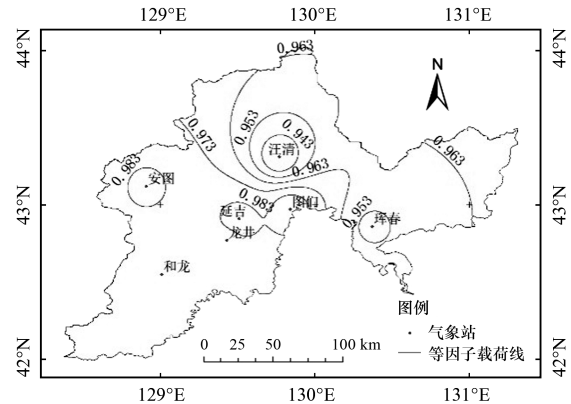 129°E 130°E 131°E
44°N 44°N
0.963
N
0.973
0.953
0.943
汪清
0.963
0.963
0.983
安图
43°N 43°N
0.983
延吉
图们
0.953
珲春
龙井
和龙
图例
气象站
等因子载荷线
0 25 50 100 km
42°N 42°N
129°E 130°E 131°E